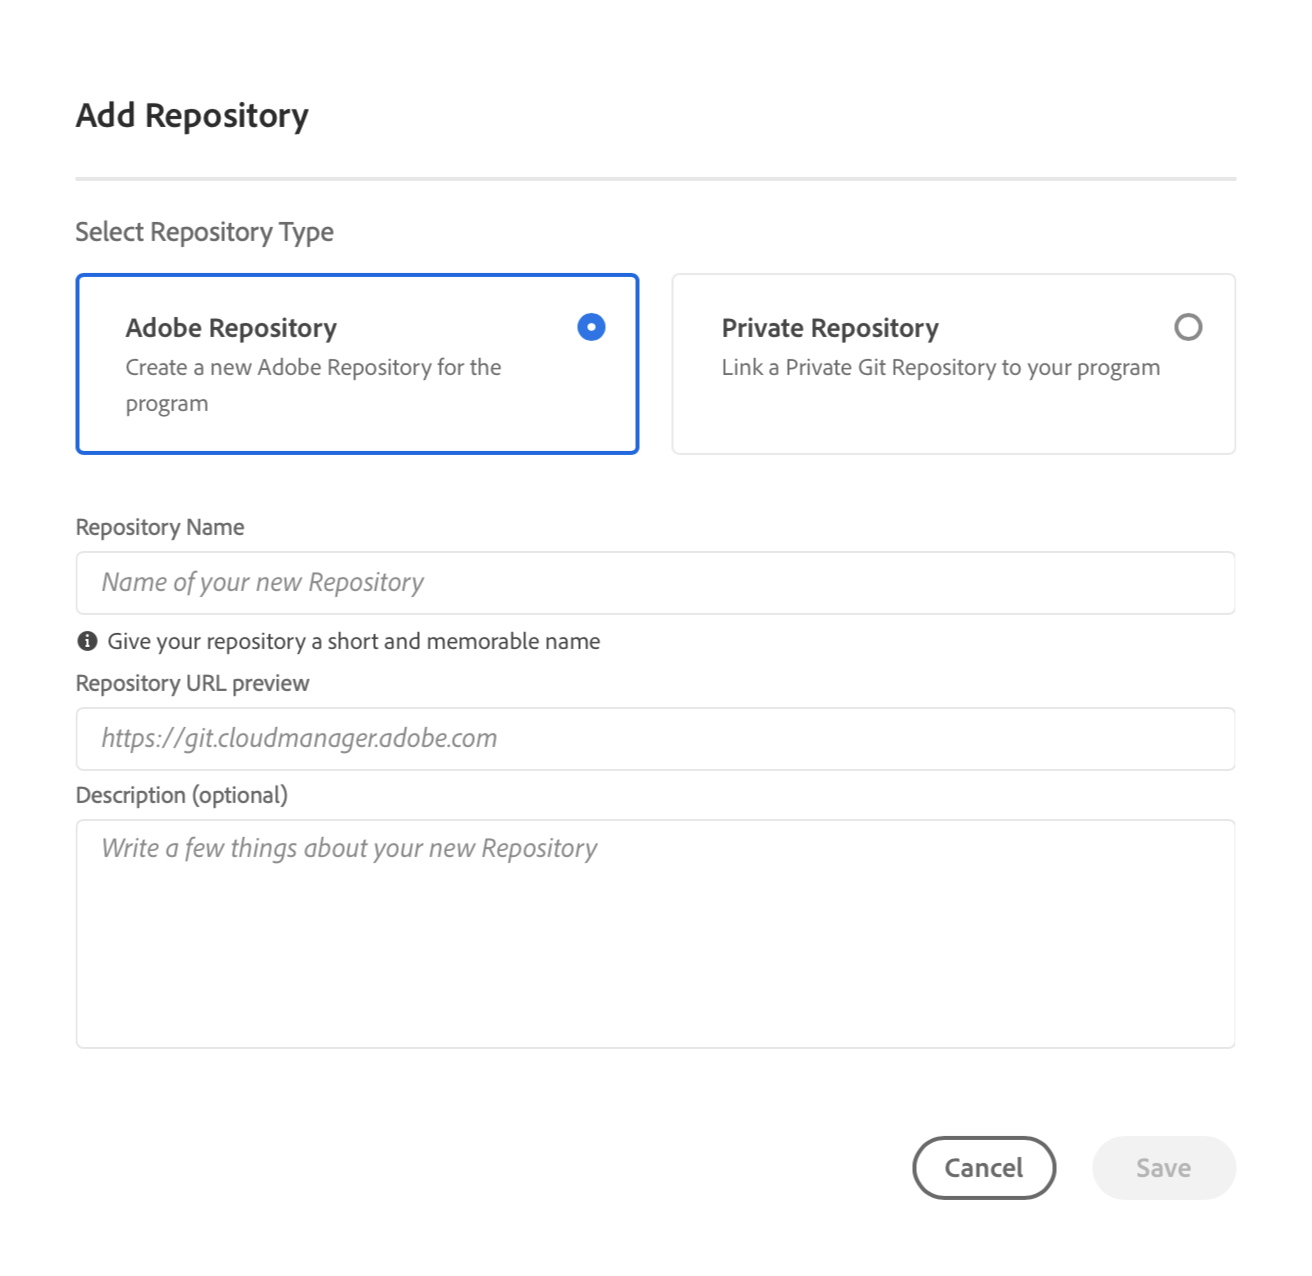 Add Repository
Select Repository Type
Adobe Repository
Create a new Adobe Repository for the
program
Private Repository
Link a Private Git Repository to your program
Repository Name
Name of your new Repository
Give your repository a short and memorable name
Repository URL preview
https://git.cloudmanager.adobe.com
Description (optional)
Write a few things about your new Repository
Cancel
Save